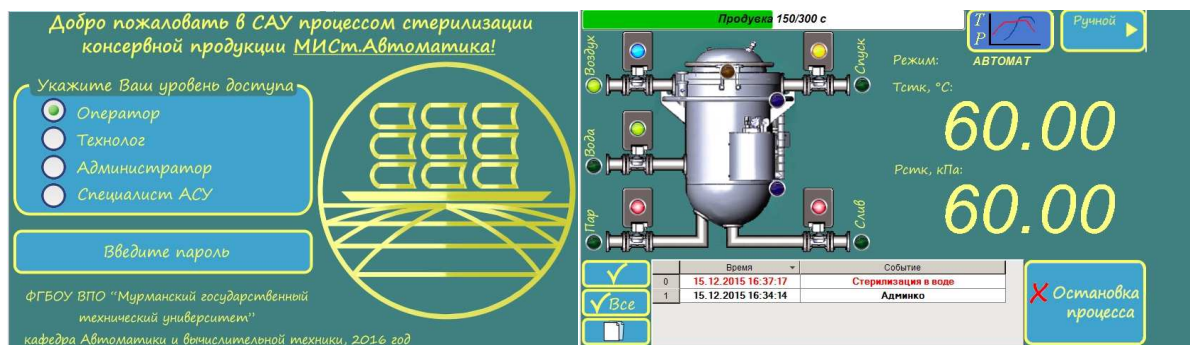 Добро пожаловать в САУ процессом стерилизации
консервной продукции МИСт.Автоматика!
Укажите Ваш уровень доступа
Оператор
Технолог
Администратор
Специалист АСУ
Введите пароль
ФГБОУ ВПО "Мурманский государственный
технический университет"
кафедра Автоматики и вычислительной техники, 2016 год
Продувка 150/300 с
T
P
Ручной
Воздух
Спуск
Режим:
АВТОМАТ
Тстк, °C:
60.00
Вода
Рстк, кПа:
60.00
Пар
Слив
Время
Событие
0
15.12.2015 16:37:17
Стерилизация в воде
1
15.12.2015 16:34:14
Админко
Все
Остановка
процесса